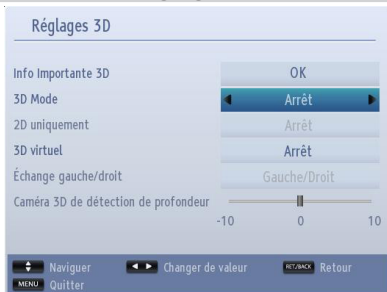 Réglages 3D
Info Importante 3D OK
3D Mode Arrêt
2D uniquement Arrêt
3D virtuel Arrêt
Échange gauche/droit Gauche/Droit
Caméra 3D de détection de profondeur
-10 0 10
Naviguer Changer de valeur RET./BACK Retour
MENU Quitter